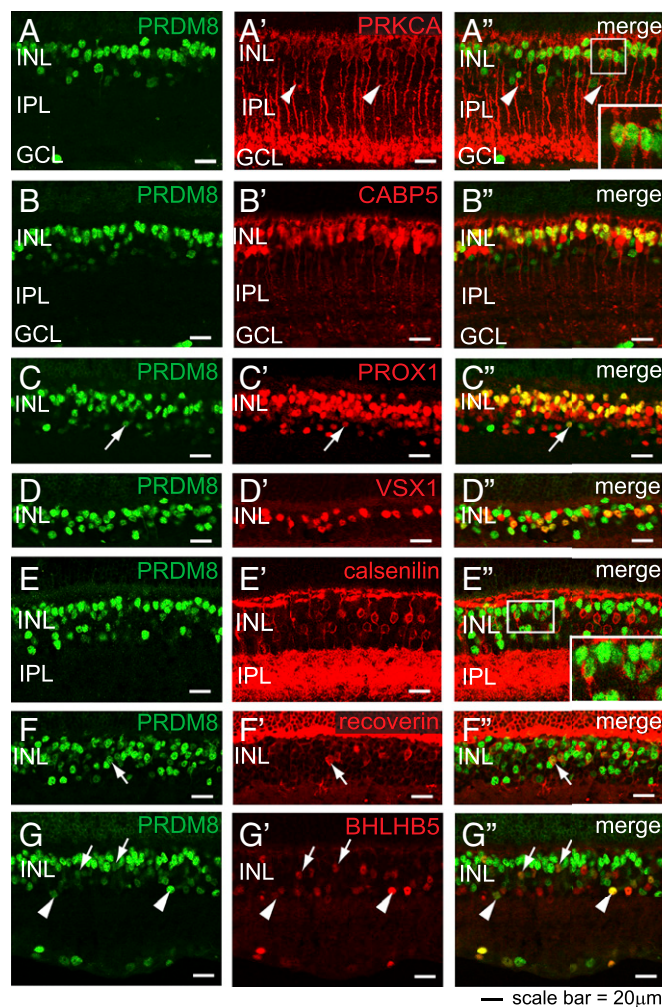 A PRDM8 A' PRKCA A" merge
INL INL INL
IPL IPL IPL
GCL GCL GCL
B PRDM8 B' CABP5 B" merge
INL INL INL
IPL IPL IPL
GCL GCL GCL
C PRDM8 C' PROX1 C" merge
INL INL INL
D PRDM8 D' VSX1 D" merge
INL INL INL
E PRDM8 E' calsenilin E" merge
INL INL INL
IPL IPL IPL
F PRDM8 F' recoverin F" merge
INL INL INL
G PRDM8 G' BHLHB5 G" merge
INL INL INL
scale bar = 20μm